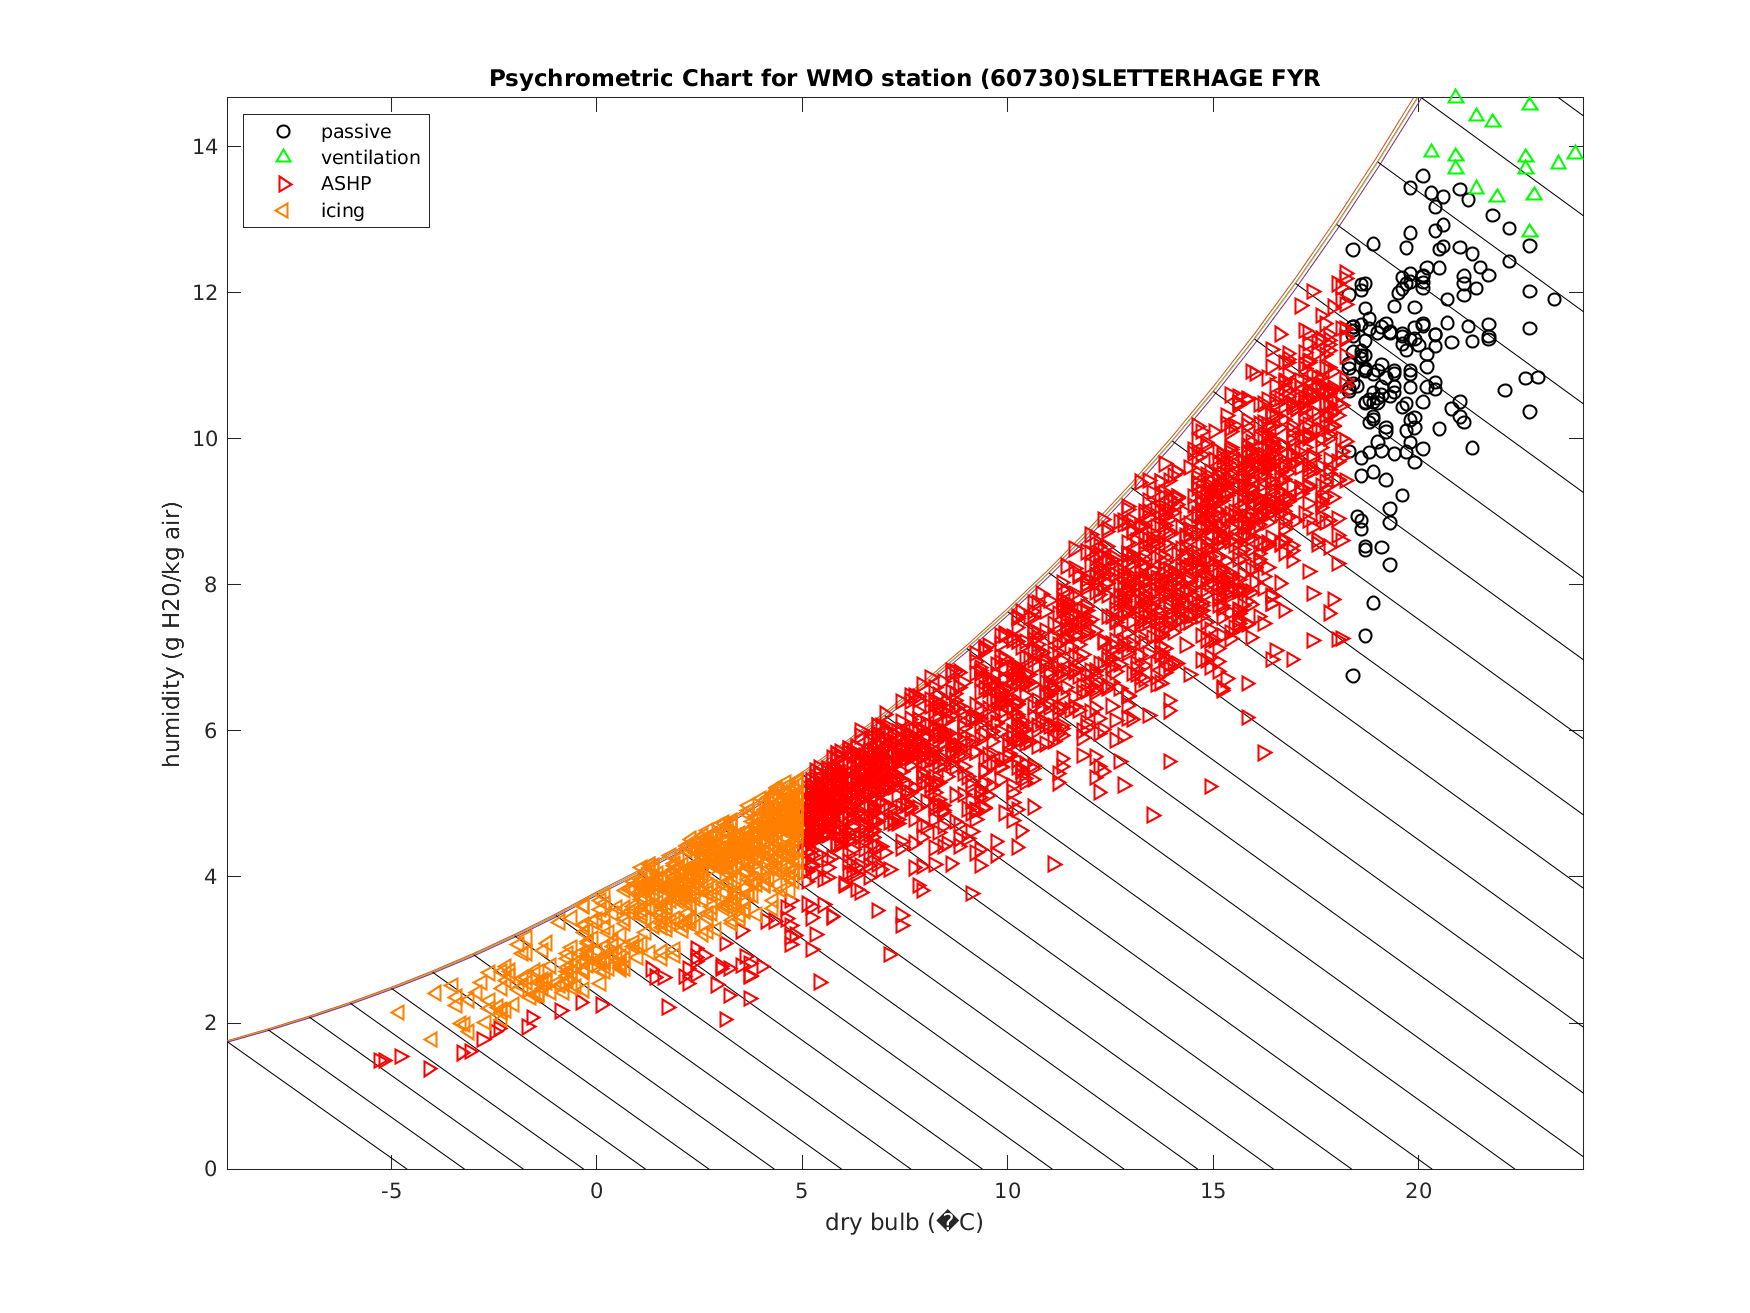 Psychrometric Chart for WMO station (60730)SLETTERHAGE FYR
passive
ventilation
ASHP
icing
14
12
10
8
6
4
2
0
humidity (g H20/kg air)
-5 0 5 10 15 20
dry bulb (�C)